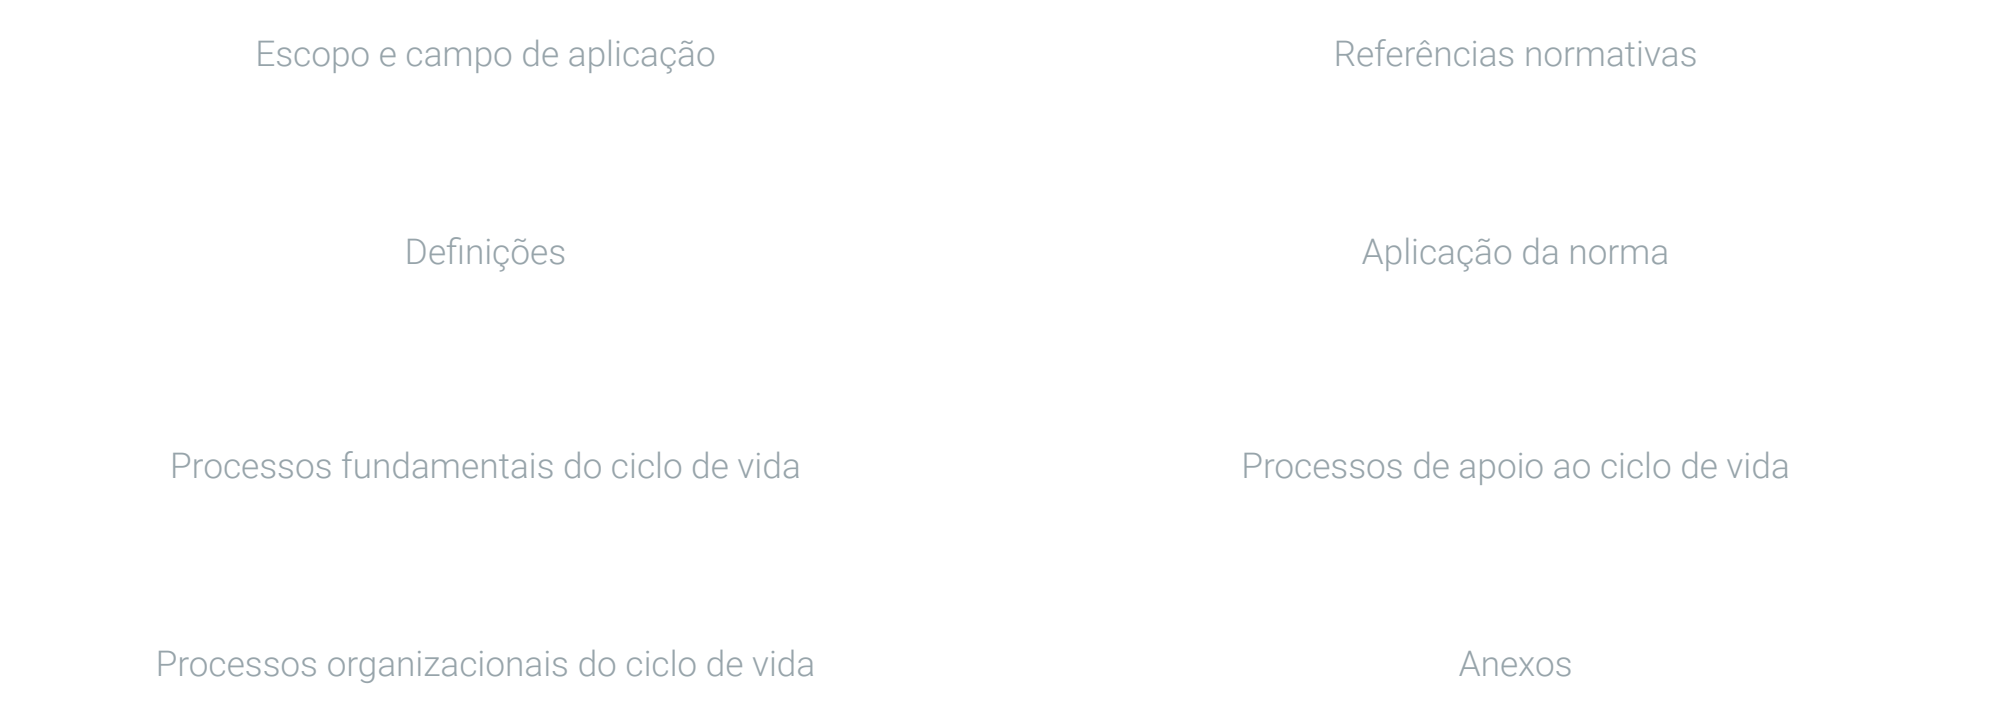 Escopo e campo de aplicação
Referências normativas
Definições
Aplicação da norma
Processos fundamentais do ciclo de vida
Processos de apoio ao ciclo de vida
Processos organizacionais do ciclo de vida
Anexos